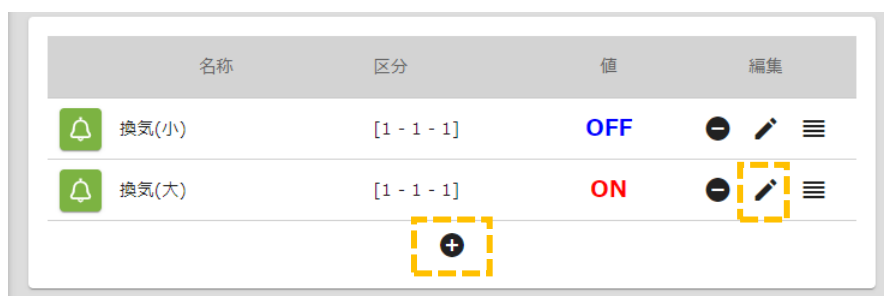 名称 区分 値 編集
換気(小) [1 - 1 - 1] OFF
換気(大) [1 - 1 - 1] ON